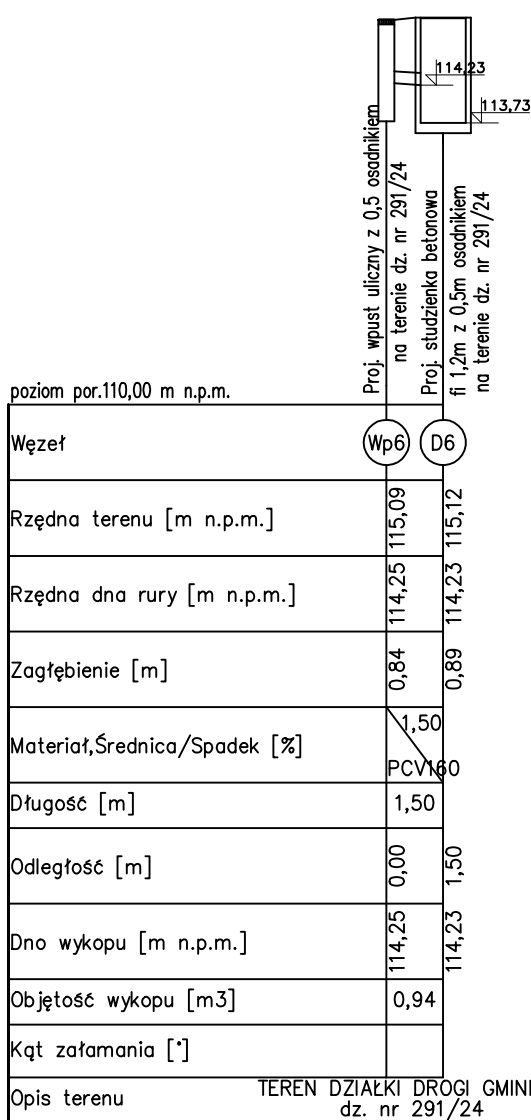 114,23
113,73
Proj. wpust uliczny z 0,5 osadnikiem
na terenie dz. nr 291/24
Proj. studzienka betonowa
fi 1,2m z 0,5m osadnikiem
na terenie dz. nr 291/24
poziom por.110,00 m n.p.m.
Węzeł Wp6 D6
Rzędna terenu [m n.p.m.] 115,09 115,12
Rzędna dna rury [m n.p.m.] 114,25 114,23
Zagłębienie [m] 0,84 0,89
Materiał,Średnica/Spadek [%] 1,50 PCV160
Długość [m] 1,50
Odległość [m] 0,00 1,50
Dno wykopu [m n.p.m.] 114,25 114,23
Objętość wykopu [m3] 0,94
Kąt załamania [°]
Opis terenu TEREN DZIAŁKI DROGI GMINI
dz. nr 291/24